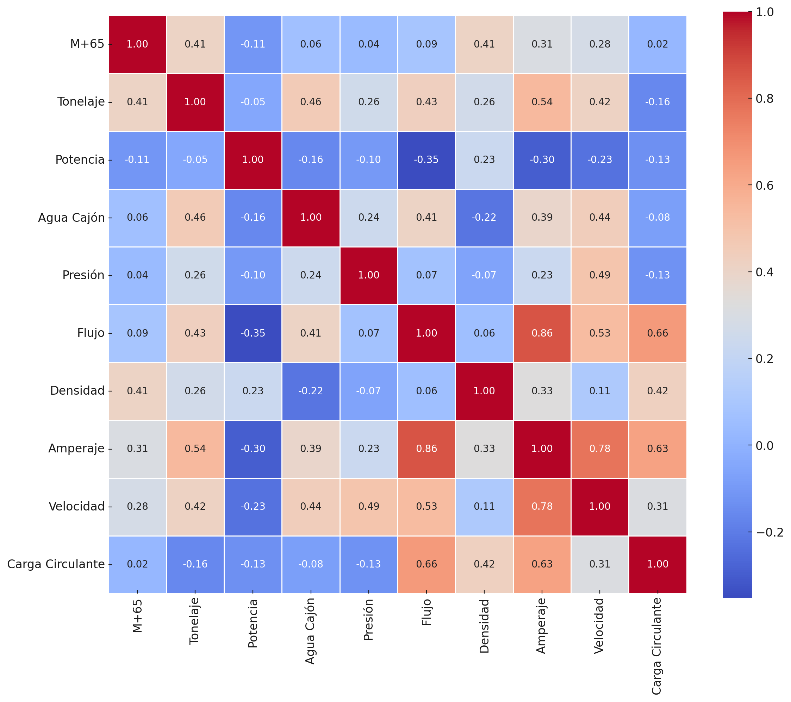 M+65 1.00 0.41 -0.11 0.06 0.04 0.09 0.41 0.31 0.28 0.02
Tonelaje 0.41 1.00 -0.05 0.46 0.26 0.43 0.26 0.54 0.42 -0.16
Potencia -0.11 -0.05 1.00 -0.16 -0.10 -0.35 0.23 -0.30 -0.23 -0.13
Agua Cajón 0.06 0.46 -0.16 1.00 0.24 0.41 -0.22 0.39 0.44 -0.08
Presión 0.04 0.26 -0.10 0.24 1.00 0.07 -0.07 0.23 0.49 -0.13
Flujo 0.09 0.43 -0.35 0.41 0.07 1.00 0.06 0.86 0.53 0.66
Densidad 0.41 0.26 0.23 -0.22 -0.07 0.06 1.00 0.33 0.11 0.42
Amperaje 0.31 0.54 -0.30 0.39 0.23 0.86 0.33 1.00 0.78 0.63
Velocidad 0.28 0.42 -0.23 0.44 0.49 0.53 0.11 0.78 1.00 0.31
Carga Circulante 0.02 -0.16 -0.13 -0.08 -0.13 0.66 0.42 0.63 0.31 1.00
M+65
Tonelaje
Potencia
Agua Cajón
Presión
Flujo
Densidad
Amperaje
Velocidad
Carga Circulante
1.0
0.8
0.6
0.4
0.2
0.0
−0.2